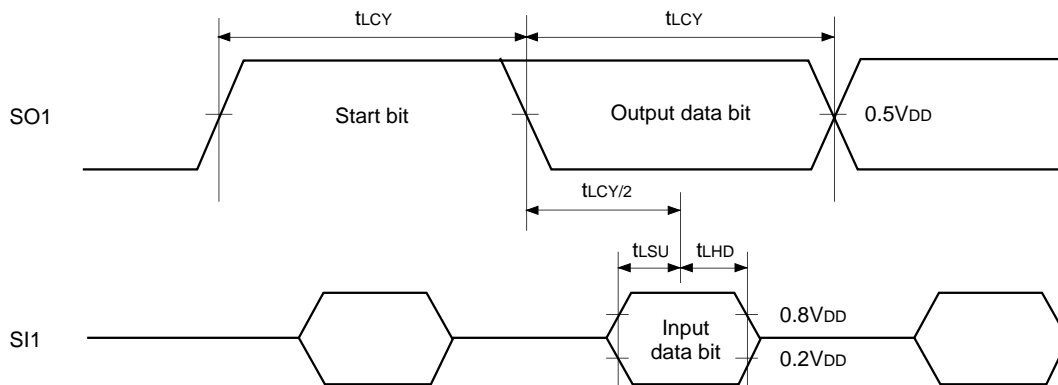 tLCY tLCY
SO1
Start bit
Output data bit
0.5VDD
tLCY/2
tLSU tLHD
SI1
Input
data bit
0.8VDD
0.2VDD